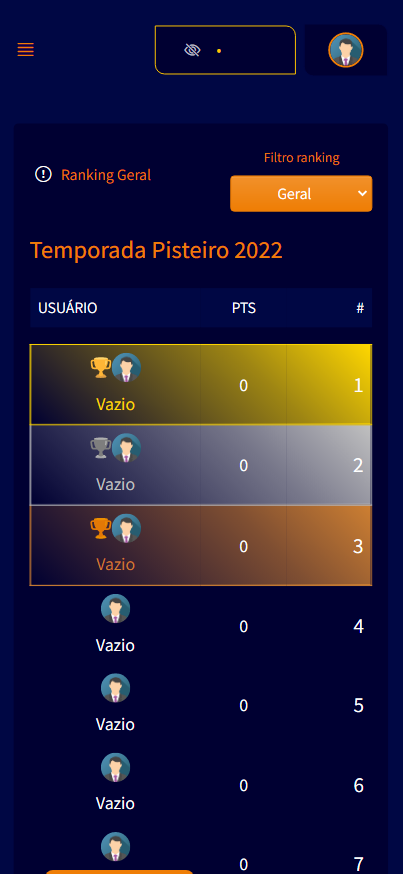 Filtro ranking
Ranking Geral
Geral
Temporada Pisteiro 2022
USUÁRIO PTS #
Vazio 0 1
Vazio 0 2
Vazio 0 3
Vazio 0 4
Vazio 0 5
Vazio 0 6
0 7